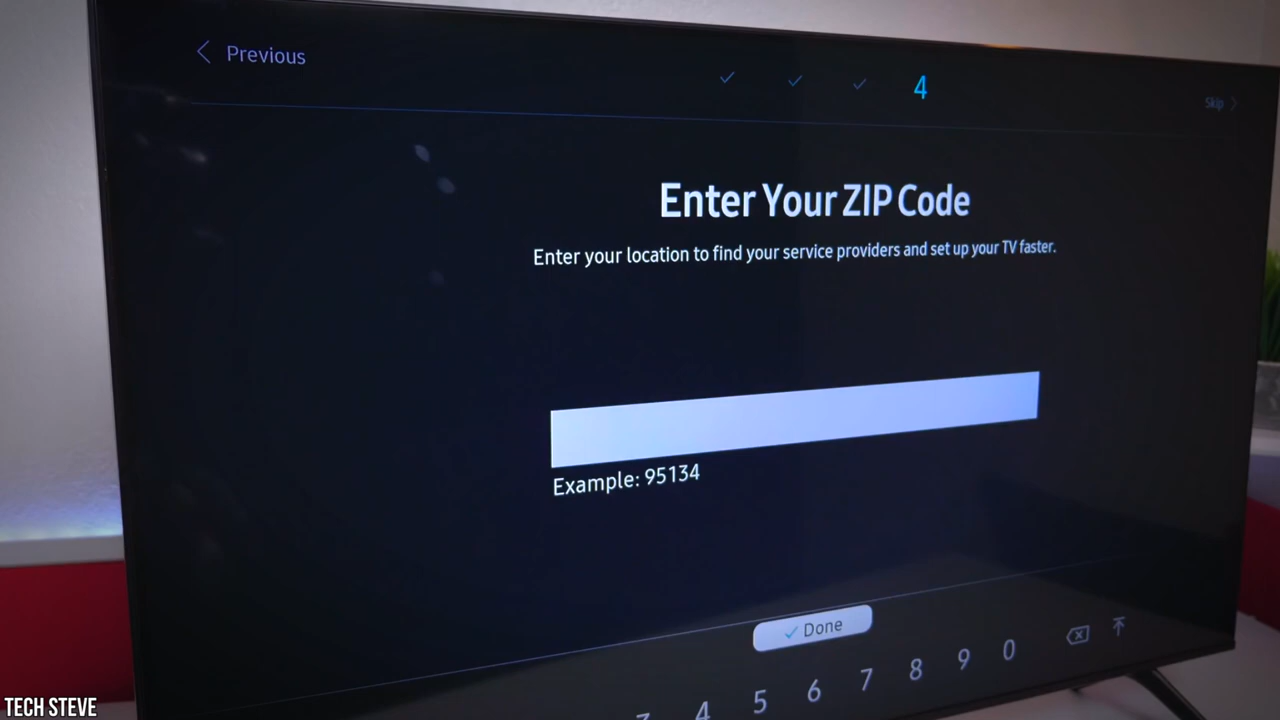 Previous
4
Skip
Enter Your ZIP Code
Enter your location to find your service providers and set up your TV faster.
Example: 95134
Done
4 5 6 7 8 9 0
TECH STEVE